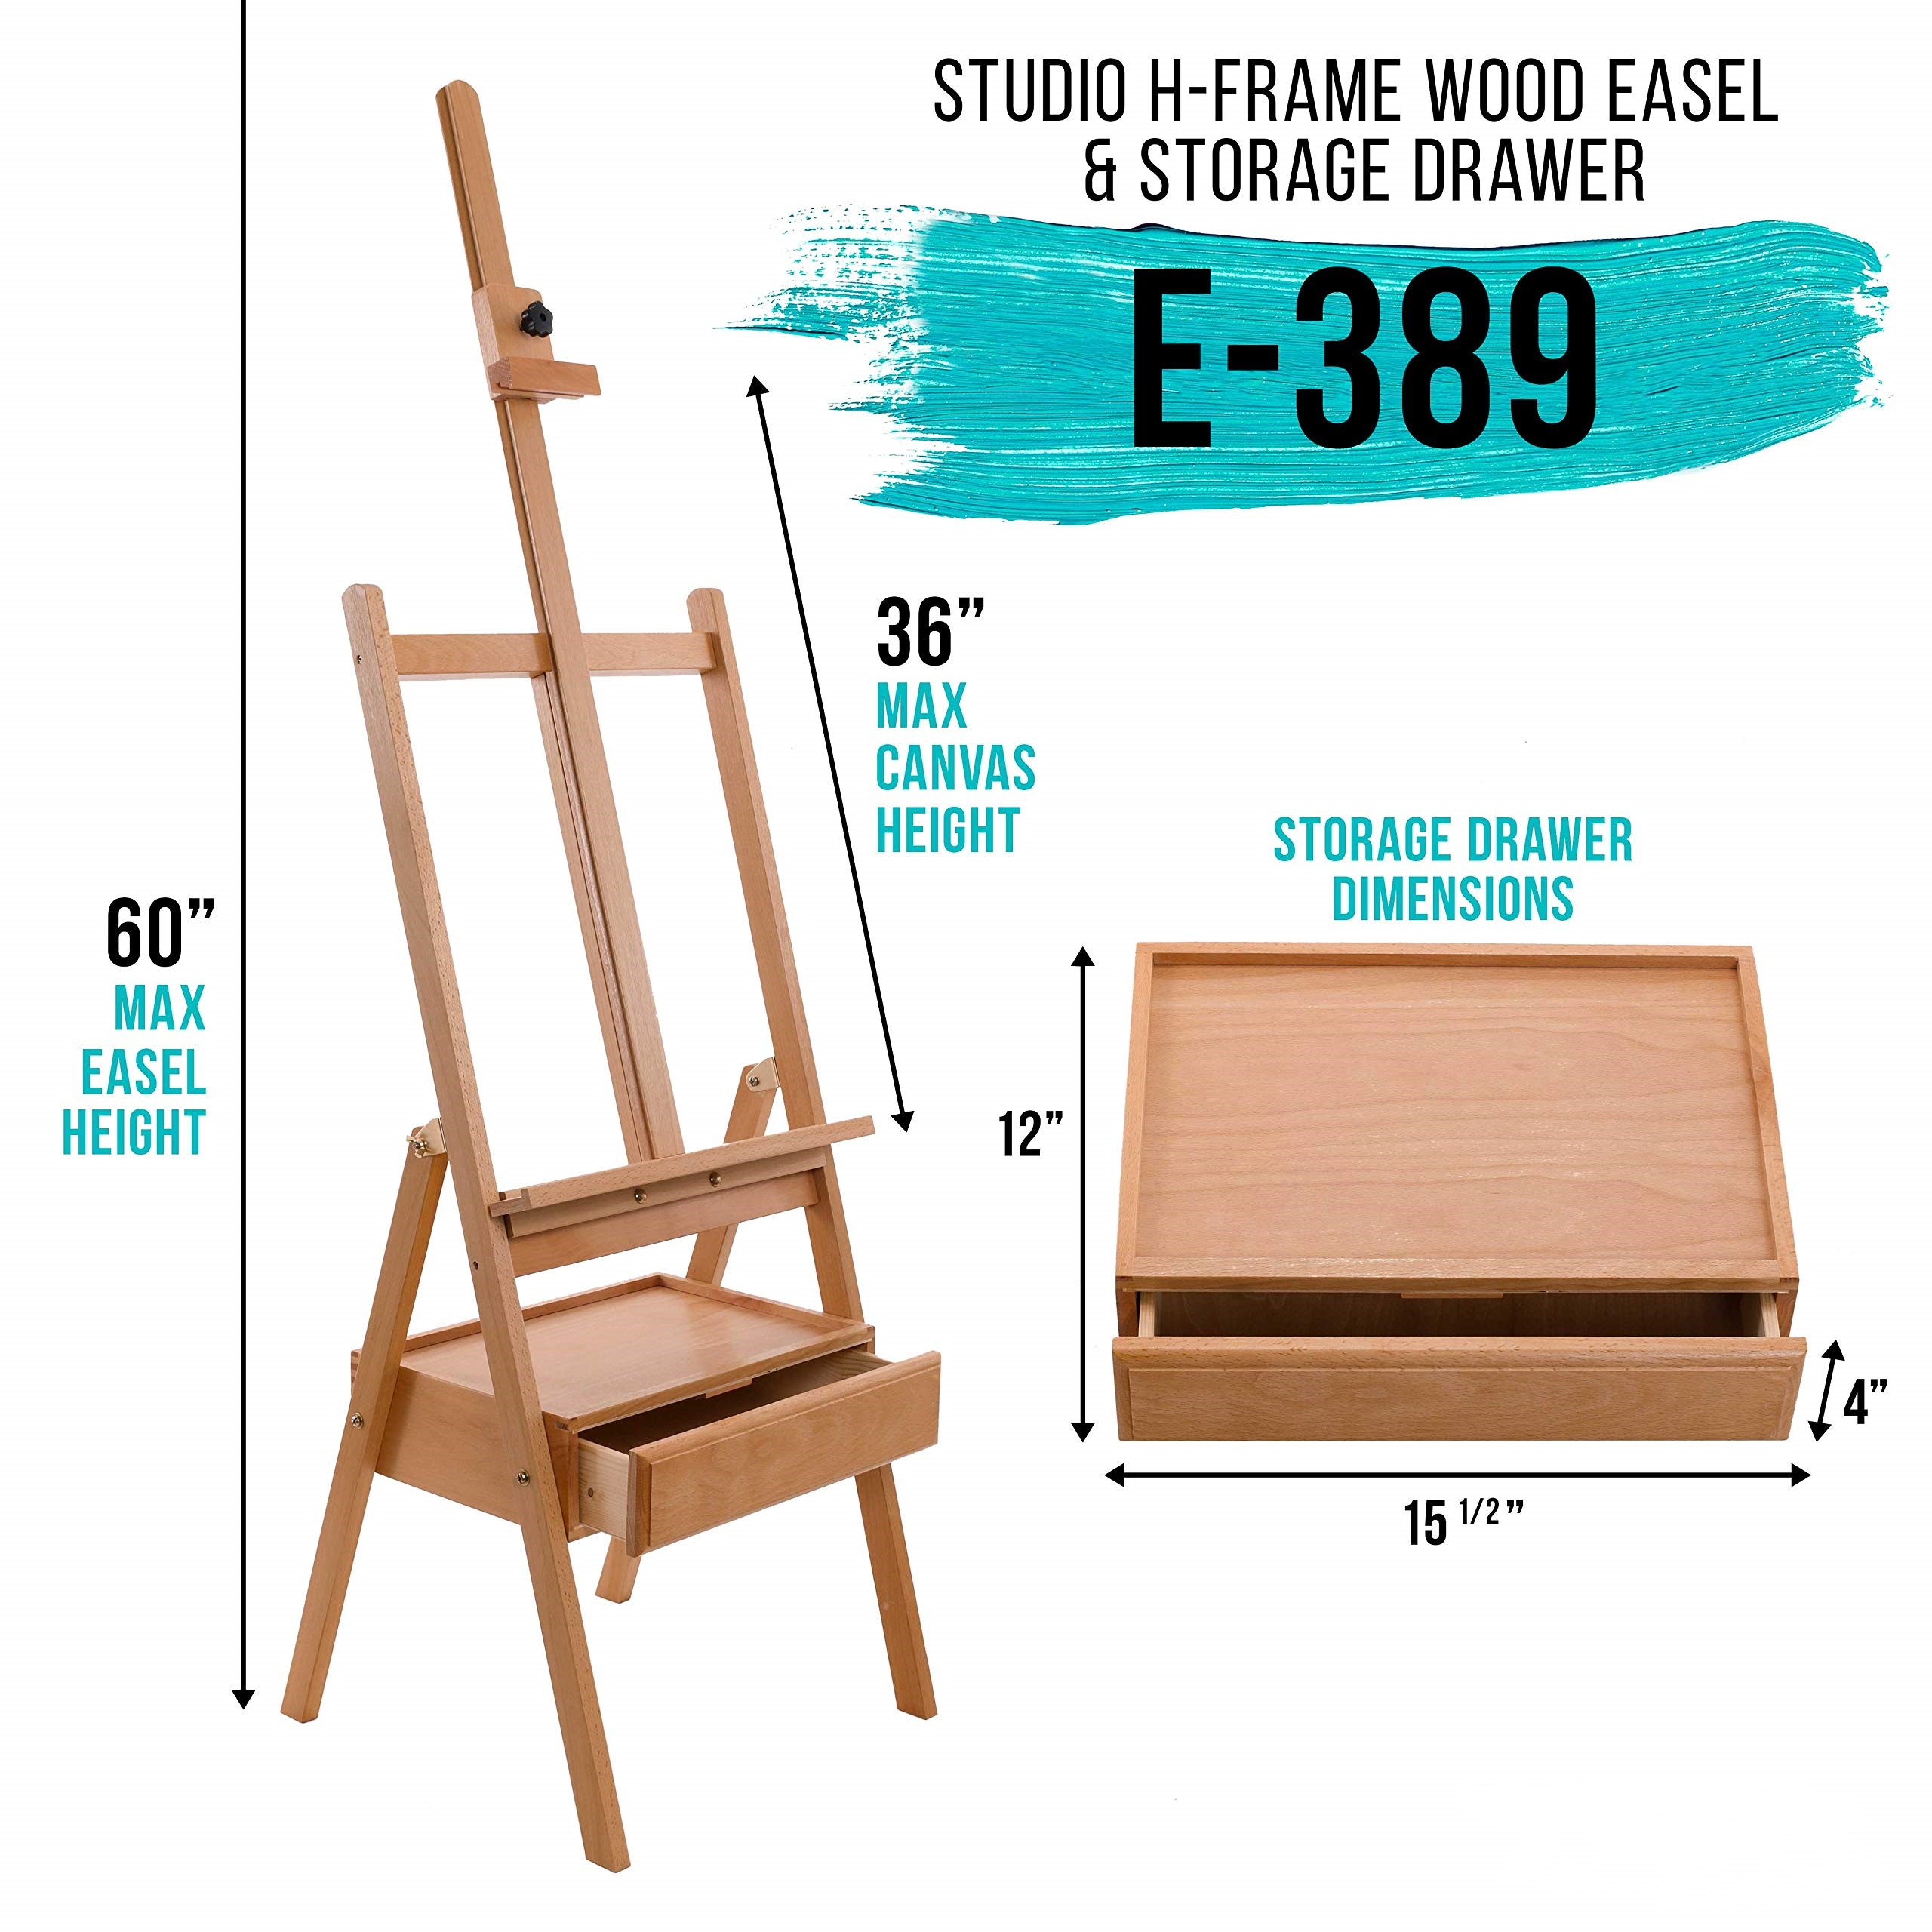 STUDIO H-FRAME WOOD EASEL
& STORAGE DRAWER
E-389
36”
MAX
CANVAS
HEIGHT
60”
MAX
EASEL
HEIGHT
STORAGE DRAWER
DIMENSIONS
12”
4”
15 1/2”